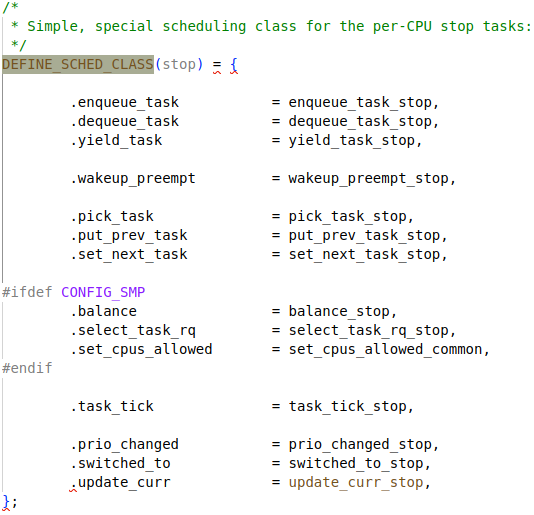 /*
 * Simple, special scheduling class for the per-CPU stop tasks:
 */
DEFINE_SCHED_CLASS(stop) = {
.enqueue_task = enqueue_task_stop,
.dequeue_task = dequeue_task_stop,
.yield_task = yield_task_stop,
.wakeup_preempt = wakeup_preempt_stop,
.pick_task = pick_task_stop,
.put_prev_task = put_prev_task_stop,
.set_next_task = set_next_task_stop,
#ifdef CONFIG_SMP
.balance = balance_stop,
.select_task_rq = select_task_rq_stop,
.set_cpus_allowed = set_cpus_allowed_common,
#endif
.task_tick = task_tick_stop,
.prio_changed = prio_changed_stop,
.switched_to = switched_to_stop,
.update_curr = update_curr_stop,
};